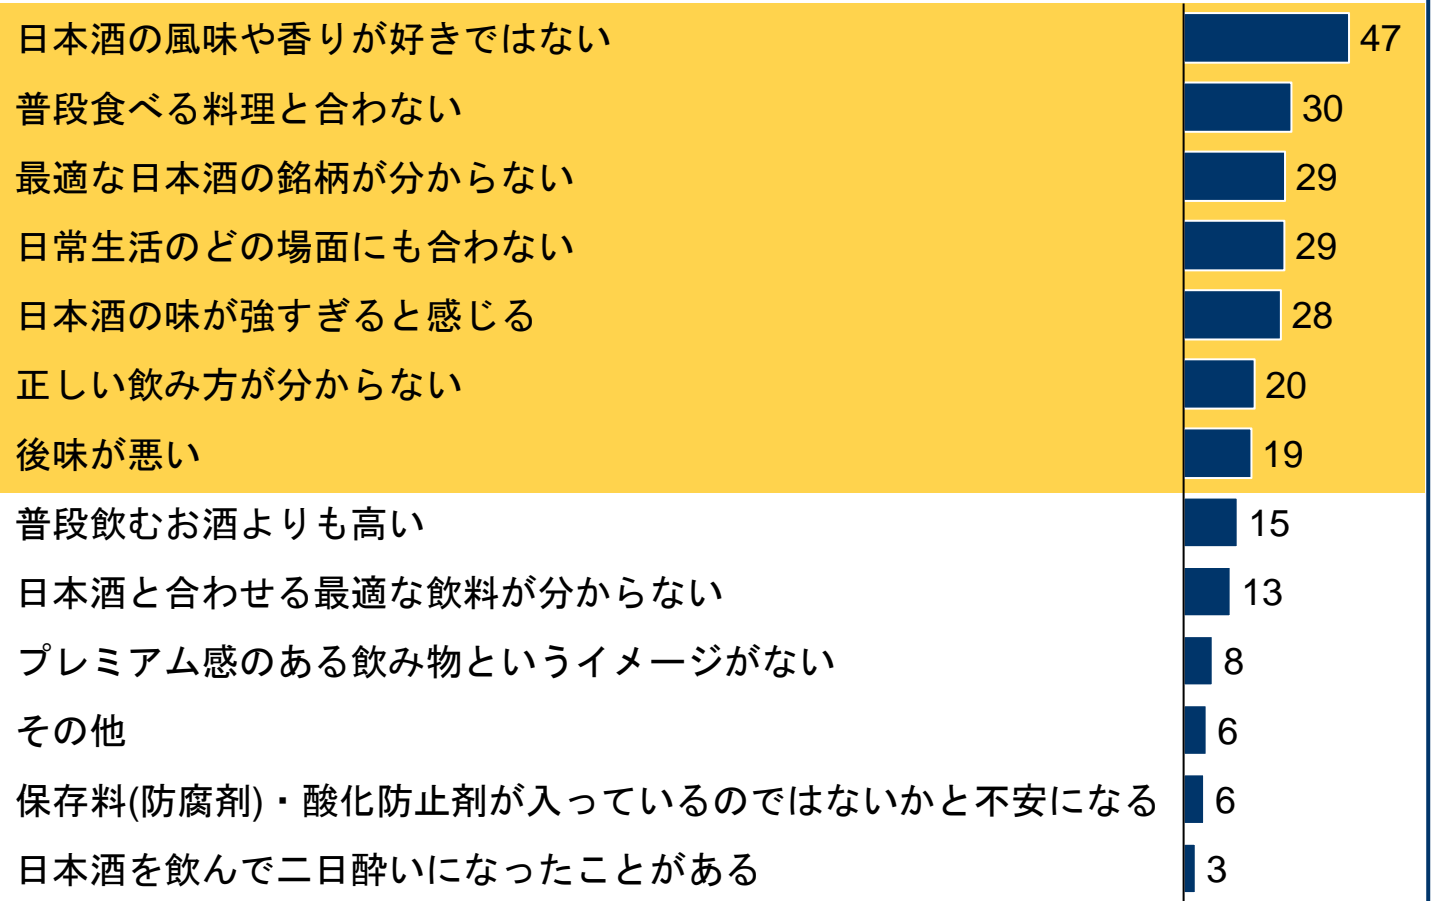 日本酒の風味や香りが好きではない 47
普段食べる料理と合わない 30
最適な日本酒の銘柄が分からない 29
日常生活のどの場面にも合わない 29
日本酒の味が強すぎると感じる 28
正しい飲み方が分からない 20
後味が悪い 19
普段飲むお酒よりも高い 15
日本酒と合わせる最適な飲料が分からない 13
プレミアム感のある飲み物というイメージがない 8
その他 6
保存料(防腐剤)・酸化防止剤が入っているのではないかと不安になる 6
日本酒を飲んで二日酔いになったことがある 3